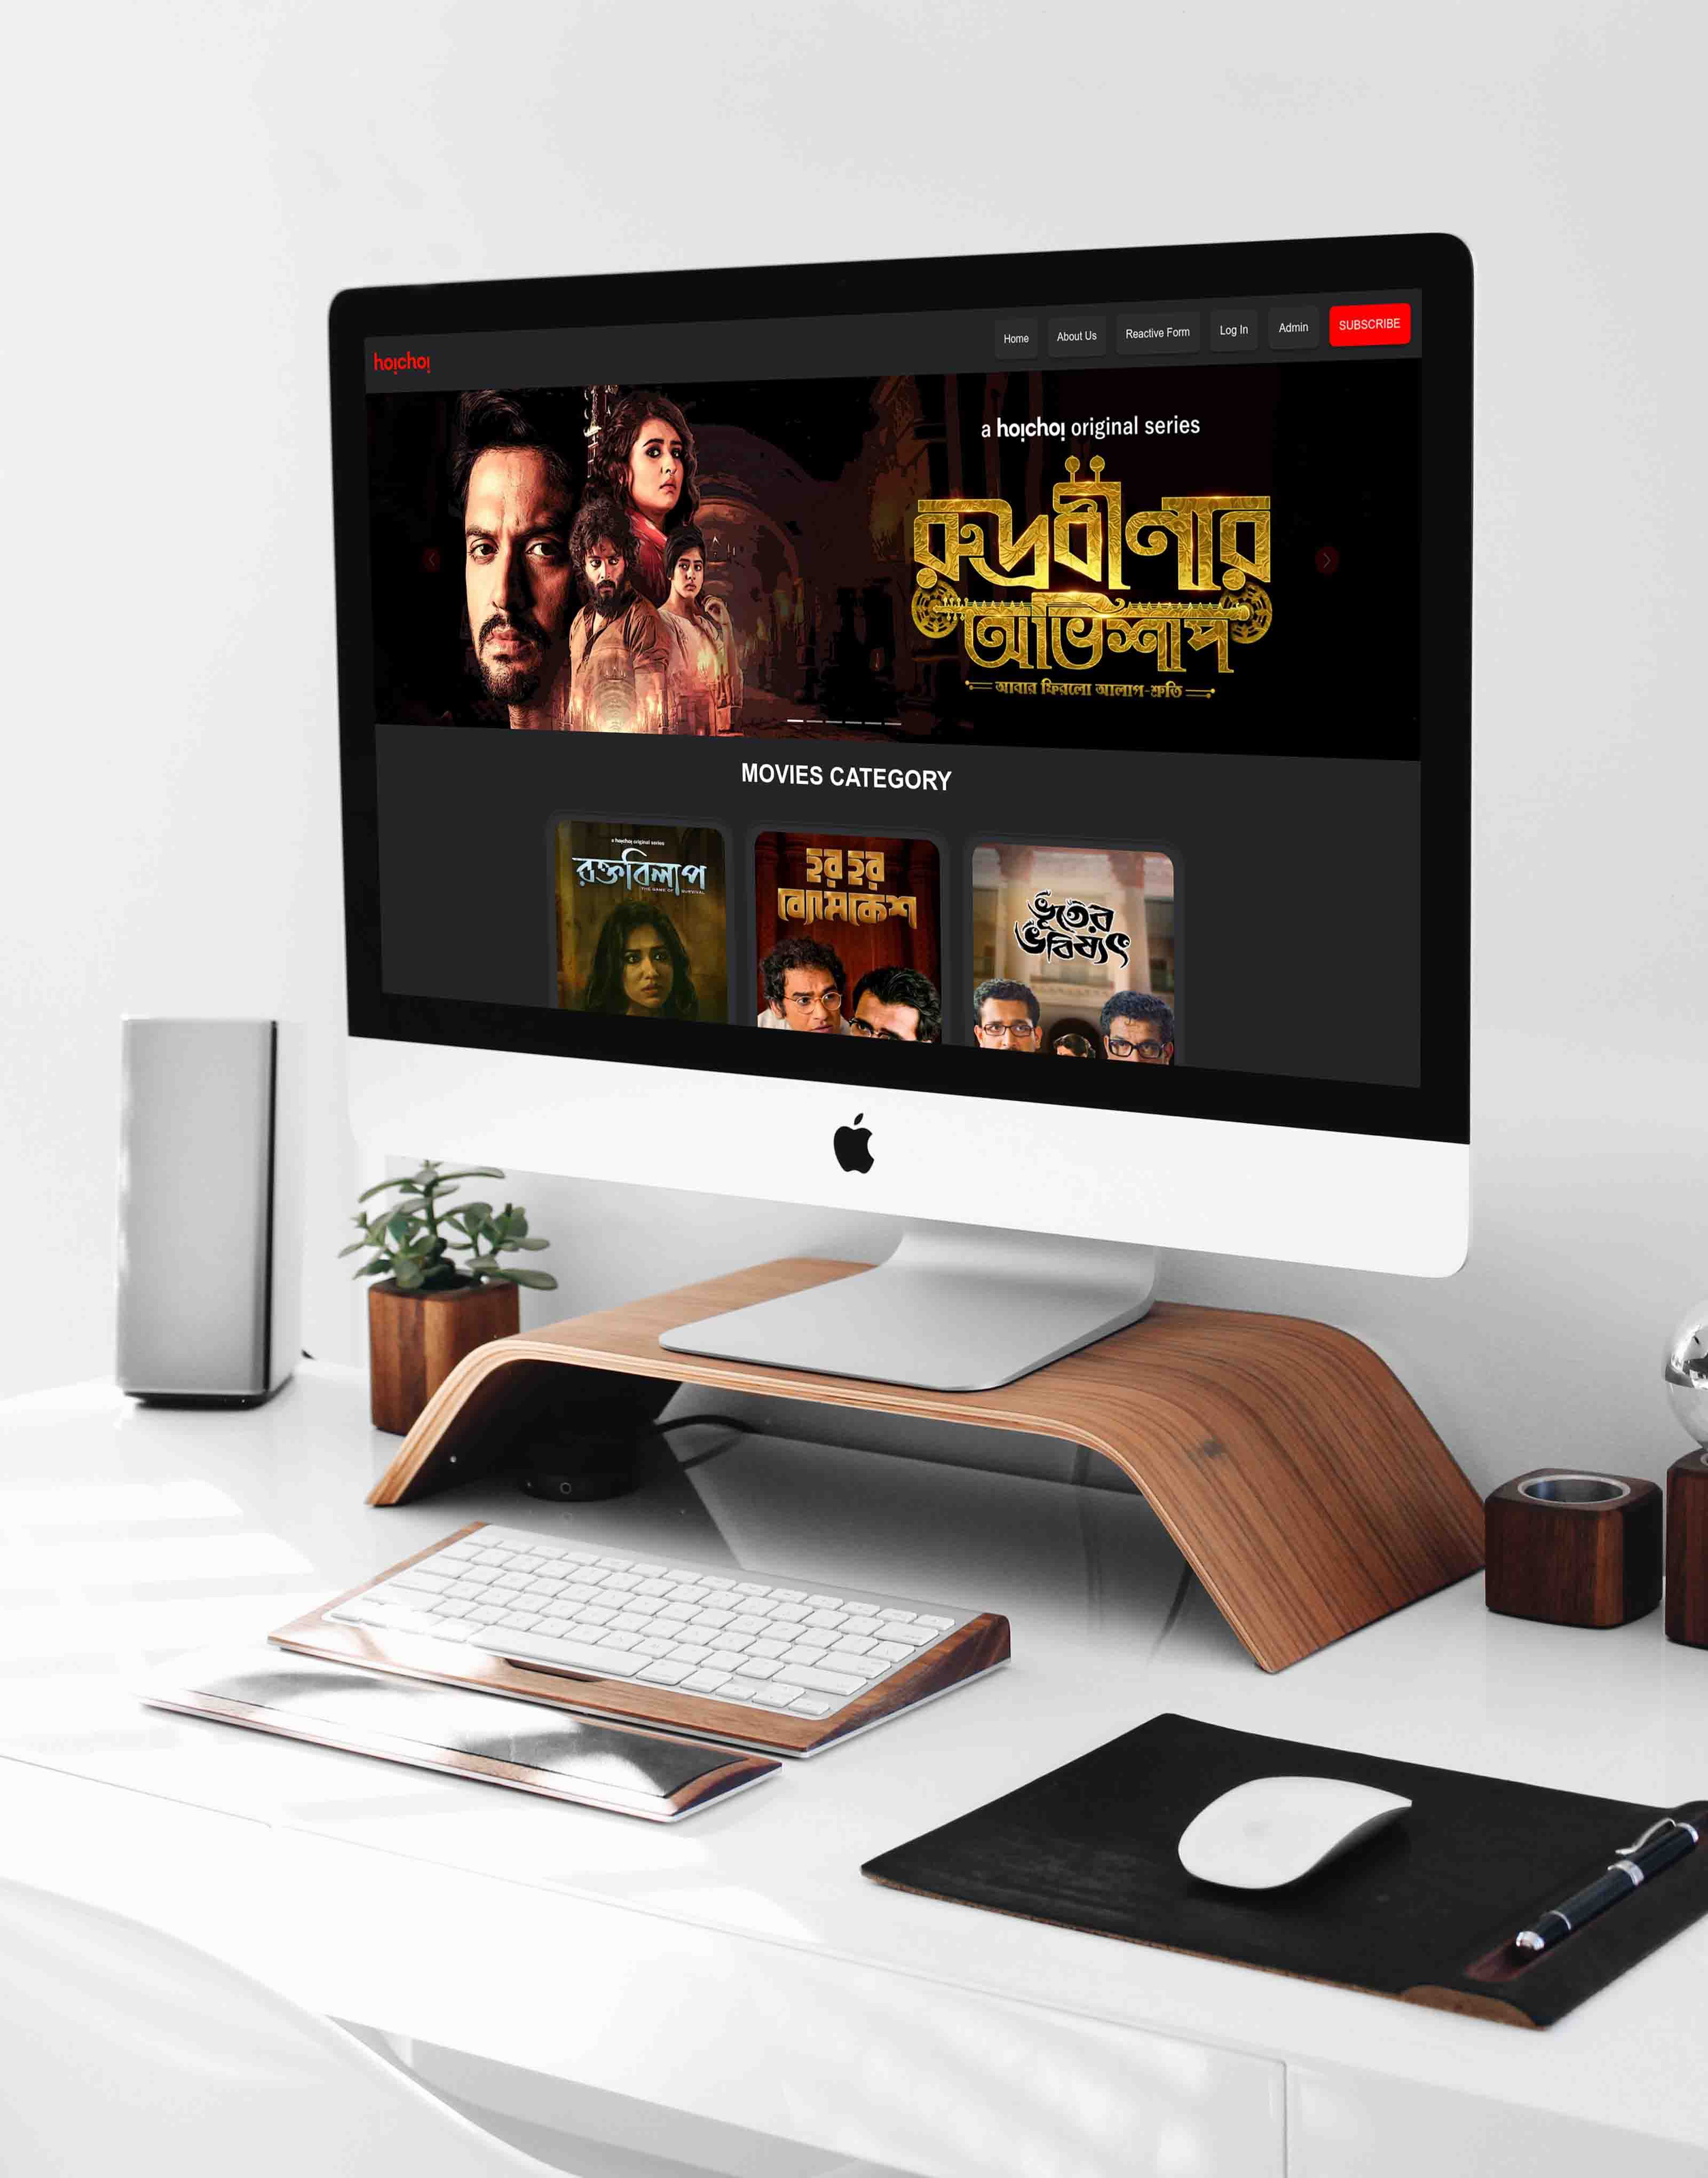 hoichoi
Home
About Us
Reactive Form
Log In
Admin
SUBSCRIBE
a hoichoi original series
রুদ্রবীণার
অভিশাপ
আবার ফিরলো আলাপ-শ্রুতি
MOVIES CATEGORY
a hoichoi original series
রক্তবিলাপ
THE GAME OF SURVIVAL
হর হর
ব্যোমকেশ
ভূতের
ভবিষ্যৎ